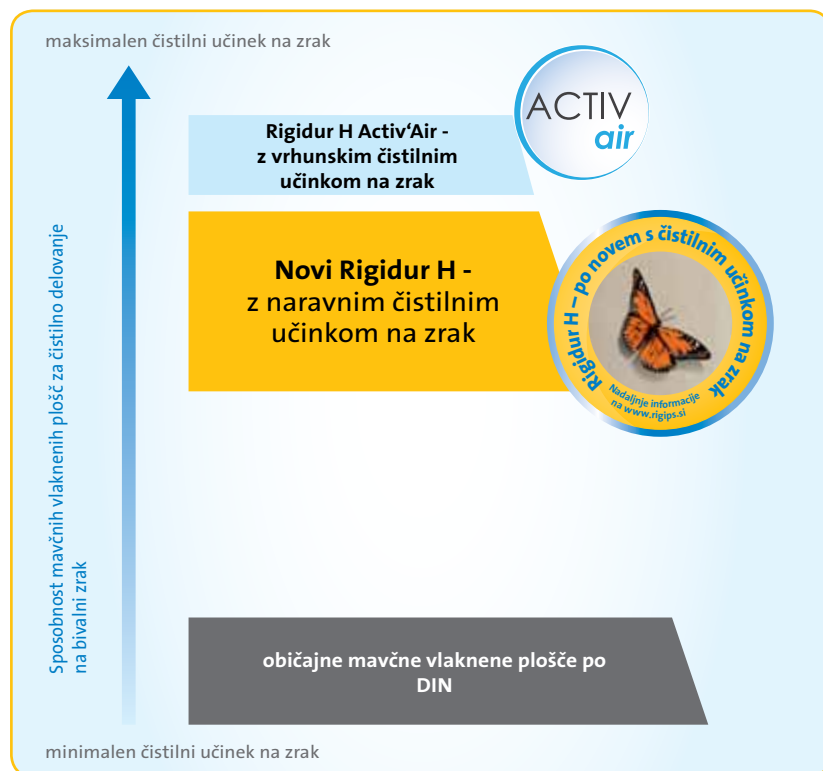 maksimalen čistilni učinek na zrak
ACTIV
air
Rigidur H Activ‘Air -
z vrhunskim čistilnim
učinkom na zrak
Novi Rigidur H -
z naravnim čistilnim
učinkom na zrak
Rigidur H – po novem s čistilnim učinkom na zrak
Nadaljnje informacije
na www.rigips.si
Sposobnost mavčnih vlaknenih plošč za čistilno delovanje
na bivalni zrak
običajne mavčne vlaknene plošče po
DIN
minimalen čistilni učinek na zrak